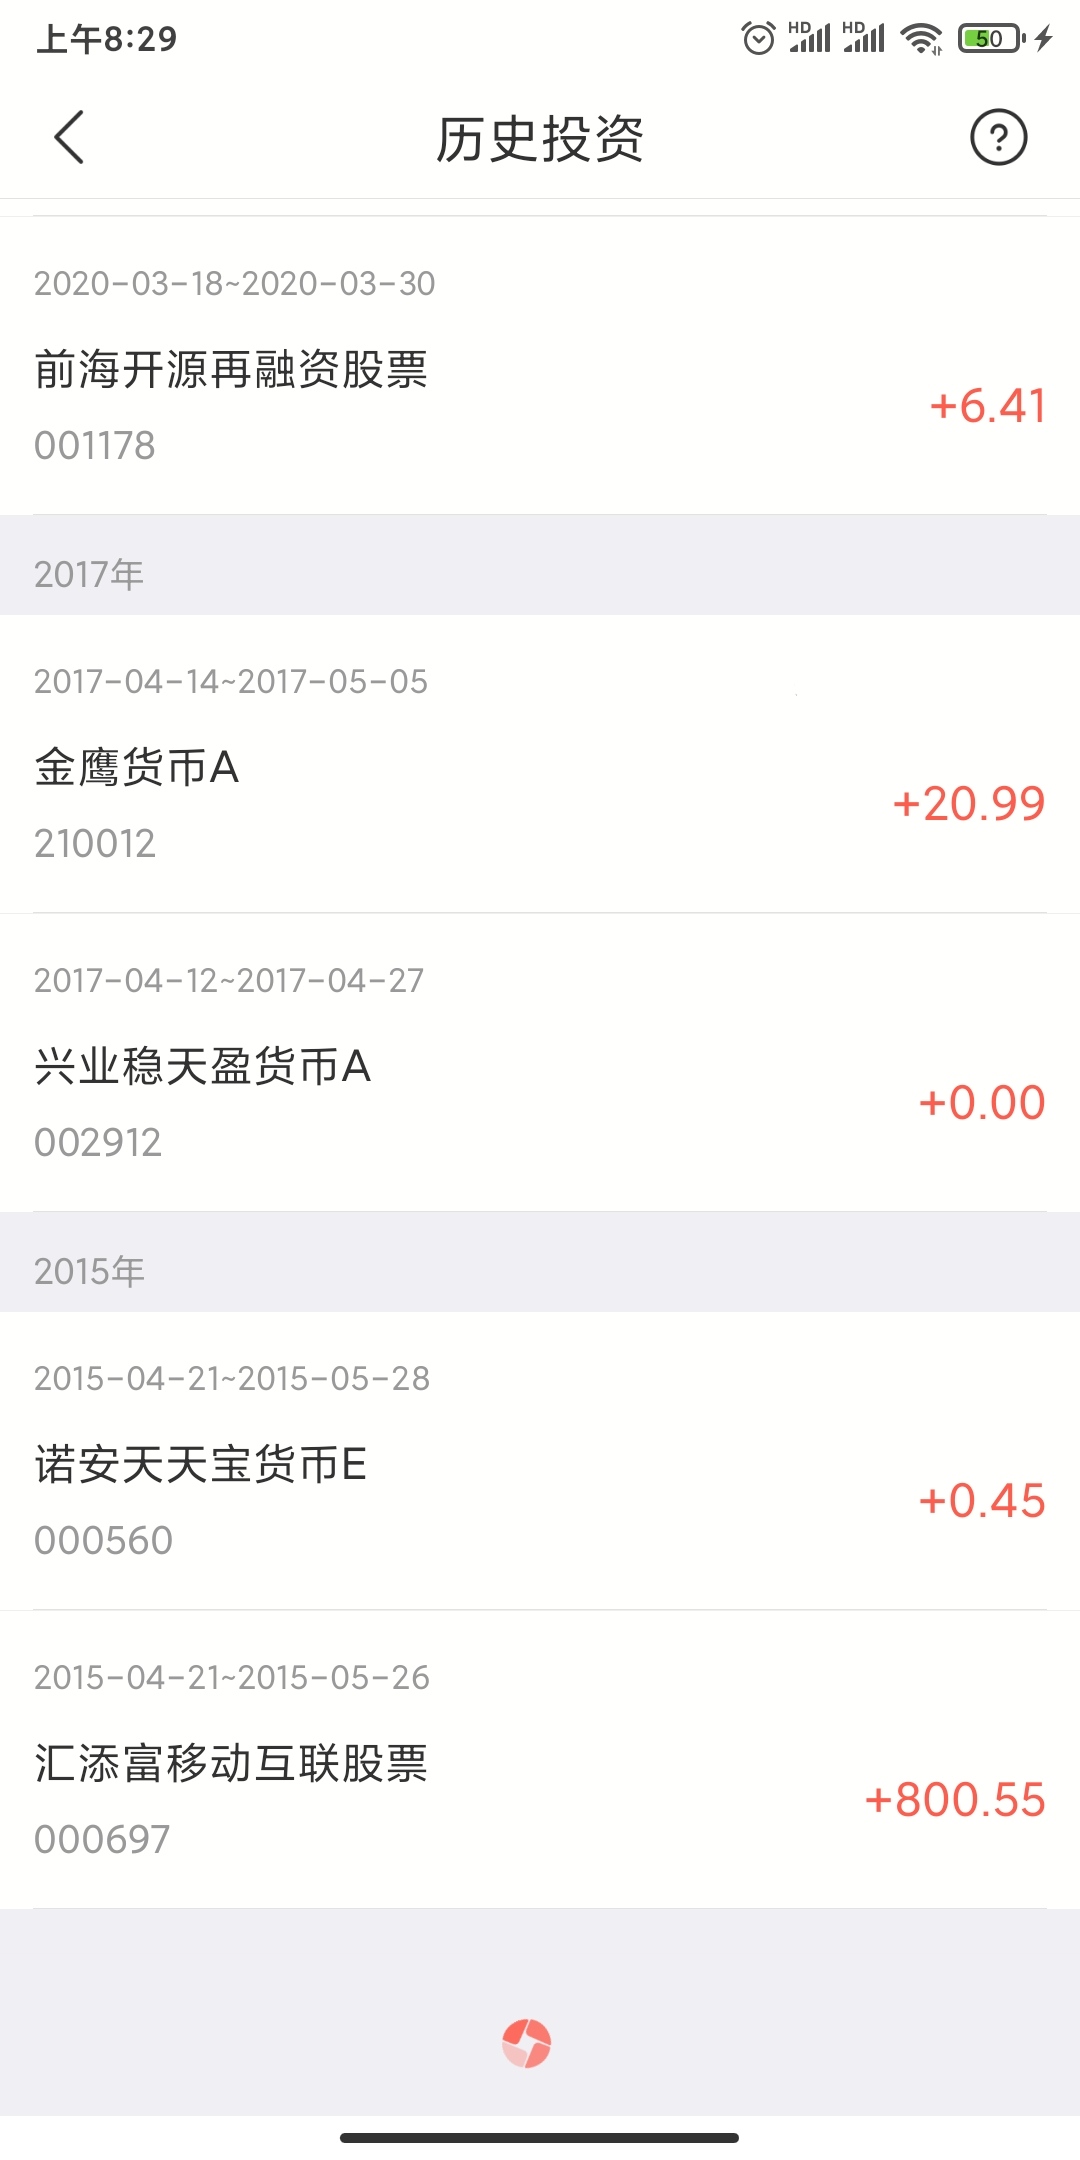 上午8:29
HD HD 50
历史投资
?
2020-03-18~2020-03-30
前海开源再融资股票
+6.41
001178
2017年
2017-04-14~2017-05-05
金鹰货币A
+20.99
210012
2017-04-12~2017-04-27
兴业稳天盈货币A
+0.00
002912
2015年
2015-04-21~2015-05-28
诺安天天宝货币E
+0.45
000560
2015-04-21~2015-05-26
汇添富移动互联股票
+800.55
000697